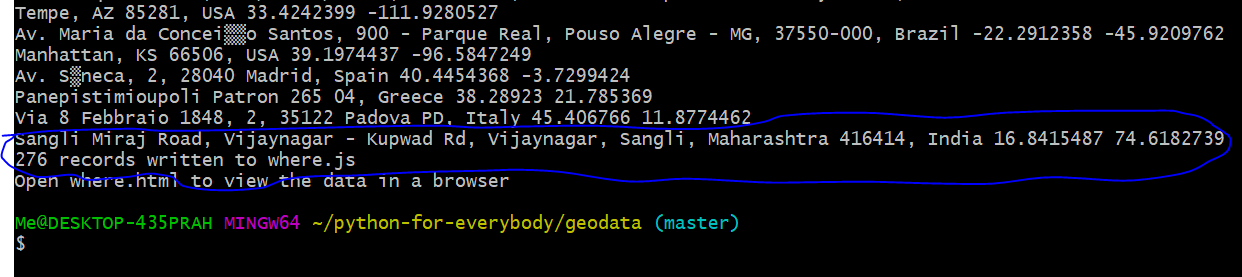 Tempe, AZ 85281, USA 33.4242399 -111.9280527
Av. Maria da Concei▒▒o Santos, 900 - Parque Real, Pouso Alegre - MG, 37550-000, Brazil -22.2912358 -45.9209762
Manhattan, KS 66506, USA 39.1974437 -96.5847249
Av. S▒neca, 2, 28040 Madrid, Spain 40.4454368 -3.7299424
Panepistimioupoli Patron 265 04, Greece 38.28923 21.785369
Via 8 Febbraio 1848, 2, 35122 Padova PD, Italy 45.406766 11.8774462
Sangli Miraj Road, Vijaynagar - Kupwad Rd, Vijaynagar, Sangli, Maharashtra 416414, India 16.8415487 74.6182739
276 records written to where.js
Open where.html to view the data in a browser
Me@DESKTOP-435PRAH MINGW64 ~/python-for-everybody/geodata (master)
$